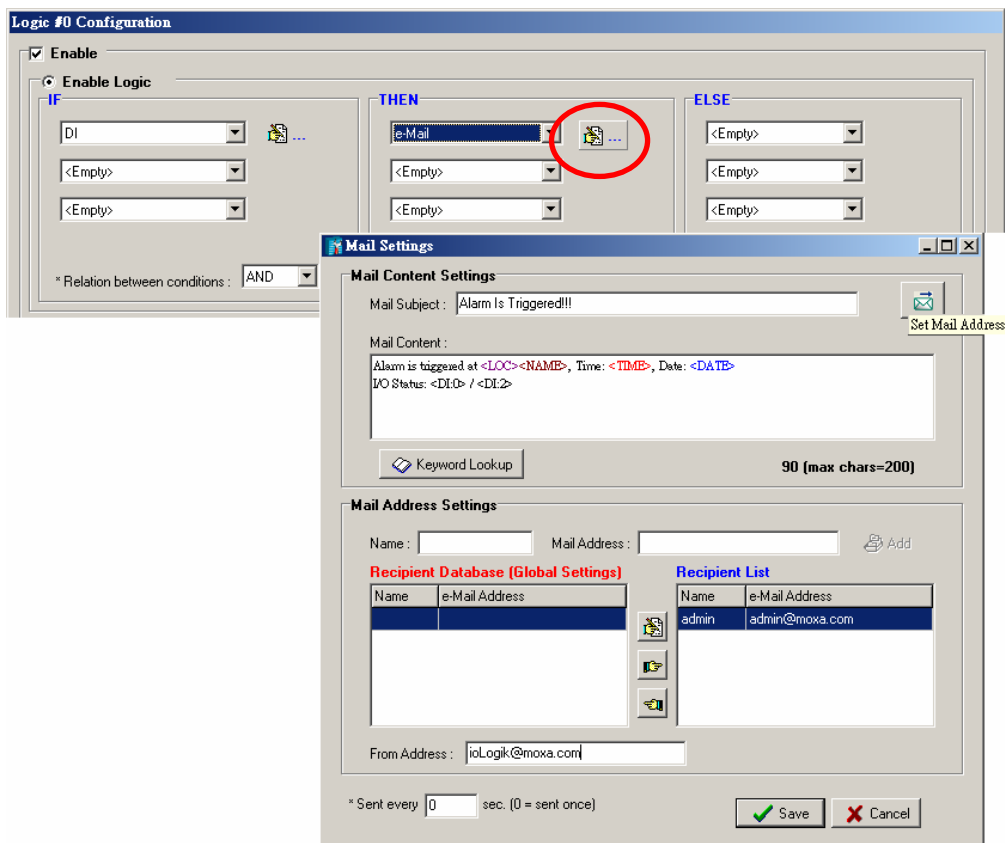 Logic #0 Configuration
Enable
Enable Logic
IF THEN ELSE
DI ... e-Mail ... <Empty>
<Empty> <Empty> <Empty>
<Empty> <Empty> <Empty>
* Relation between conditions : AND
Mail Settings
Mail Content Settings
Mail Subject : Alarm Is Triggered!!!
Set Mail Address
Mail Content :
Alarm is triggered at <LOC><NAME>, Time: <TIME>, Date: <DATE>
I/O Status: <DI:0> / <DI:2>
Keyword Lookup 90 (max chars=200)
Mail Address Settings
Name : Mail Address : Add
Recipient Database (Global Settings) Recipient List
Name e-Mail Address Name e-Mail Address
admin admin@moxa.com
From Address : ioLogik@moxa.com
* Sent every 0 sec. (0 = sent once)
Save Cancel